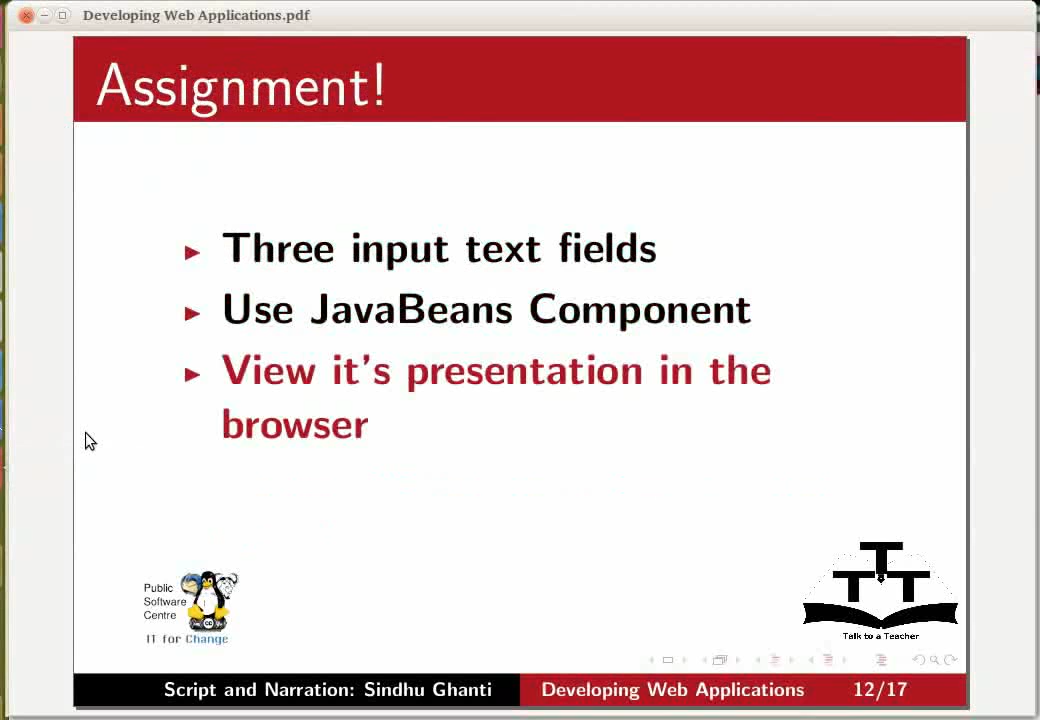 Developing Web Applications.pdf
Assignment!
Three input text fields
Use JavaBeans Component
View it's presentation in the
browser
Public
Software
Centre
IT for Change
T T T
Talk to a Teacher
Script and Narration: Sindhu Ghanti
Developing Web Applications
12/17